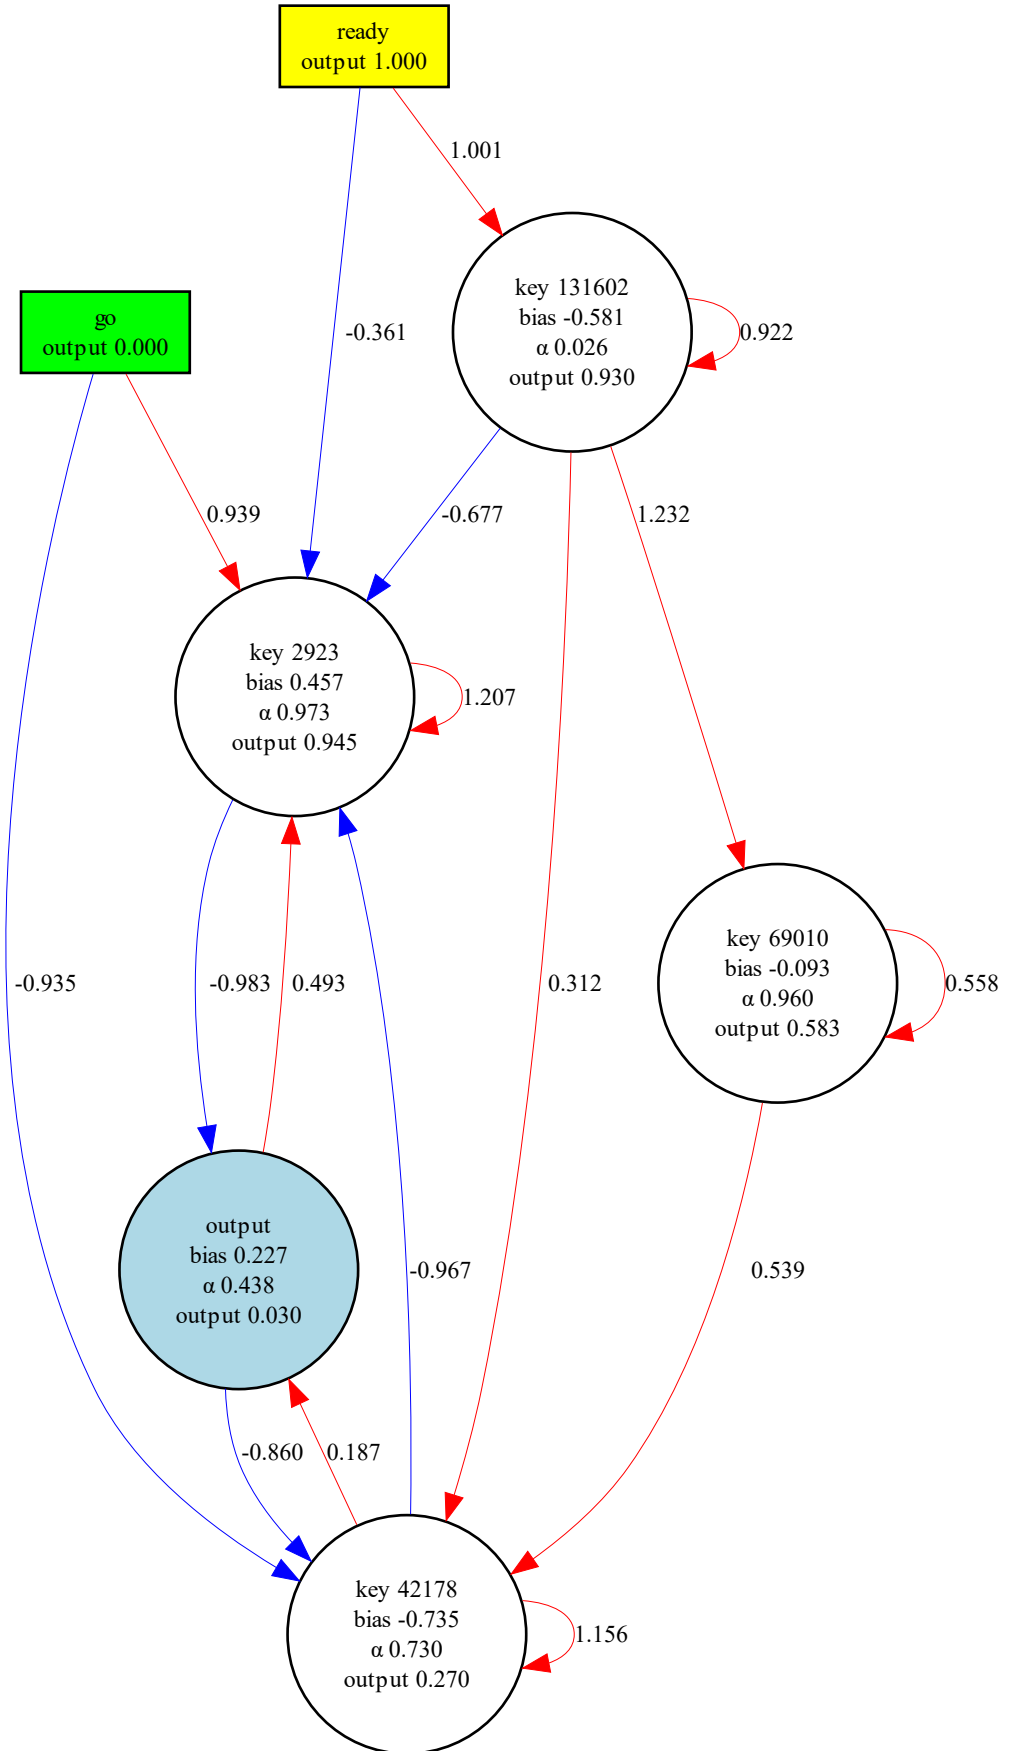 ready
output 1.000
1.001
key 131602
bias -0.581
α 0.026
output 0.930
0.922
go
output 0.000
-0.361
0.939
-0.677
1.232
key 2923
bias 0.457
α 0.973
output 0.945
1.207
key 69010
bias -0.093
α 0.960
output 0.583
0.558
-0.935
-0.983
0.493
0.312
output
bias 0.227
α 0.438
output 0.030
-0.967
0.539
-0.860
0.187
key 42178
bias -0.735
α 0.730
output 0.270
1.156